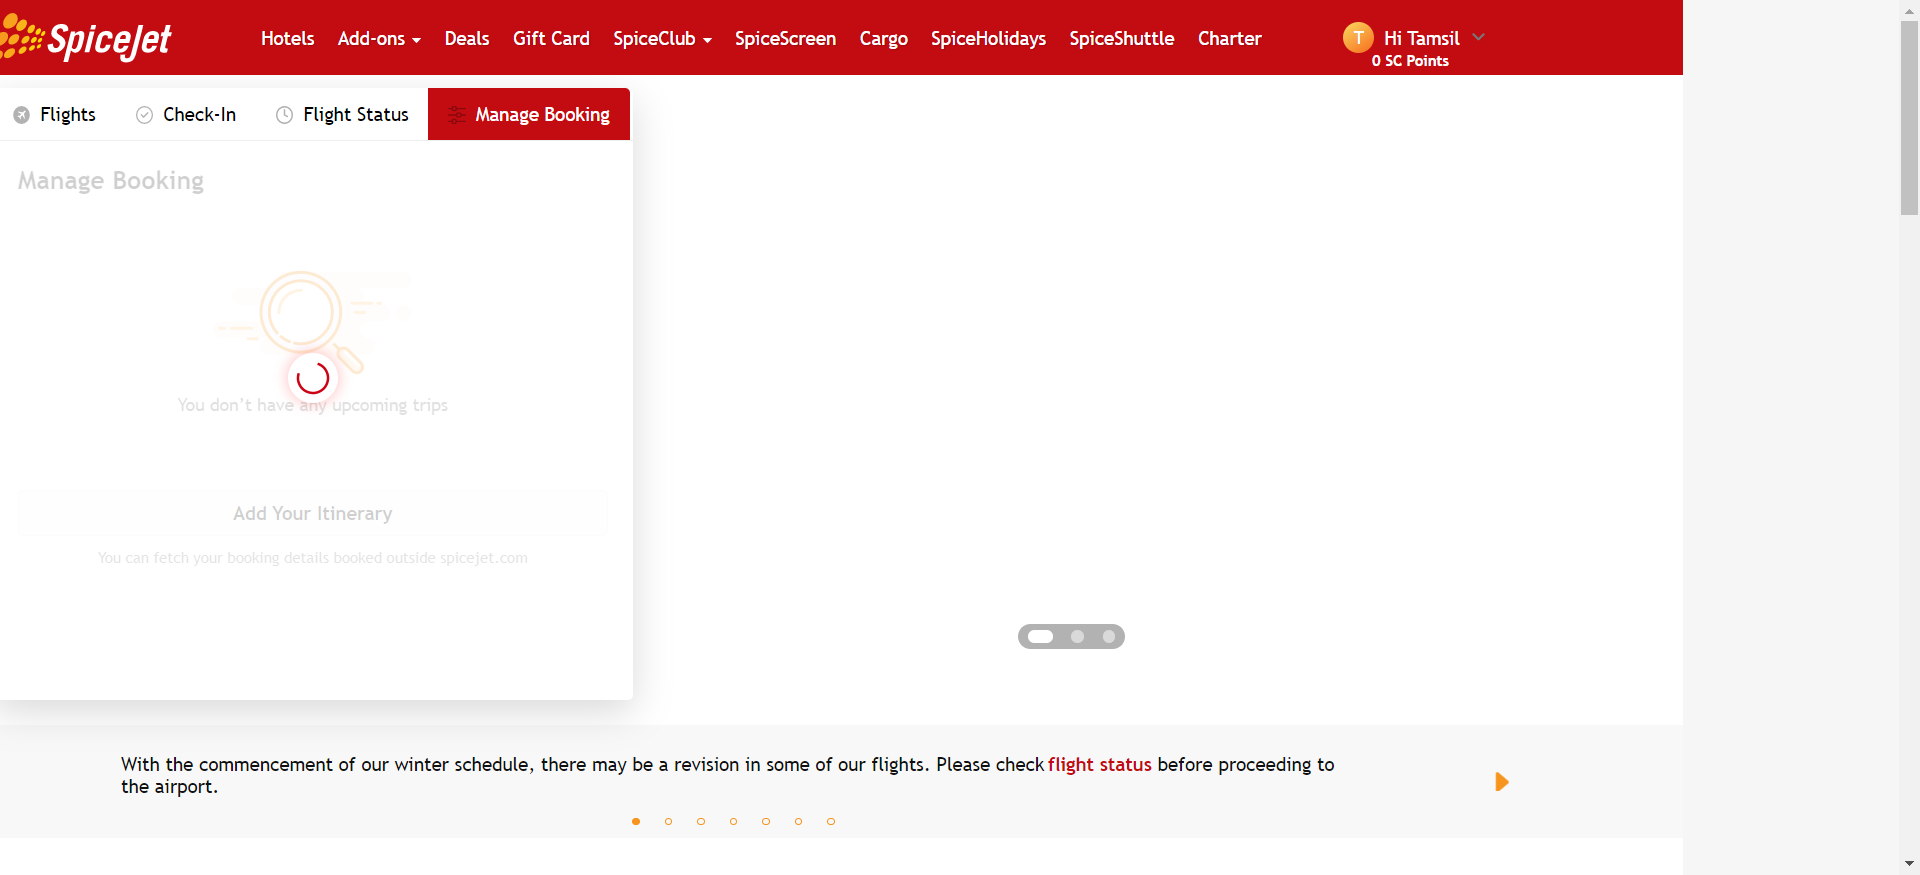 SpiceJet
Hotels Add-ons Deals Gift Card SpiceClub SpiceScreen Cargo SpiceHolidays SpiceShuttle Charter
T Hi Tamsil
0 SC Points
Flights Check-In Flight Status Manage Booking
Manage Booking
You don’t have any upcoming trips
Add Your Itinerary
You can fetch your booking details booked outside spicejet.com
With the commencement of our winter schedule, there may be a revision in some of our flights. Please check flight status before proceeding to
the airport.